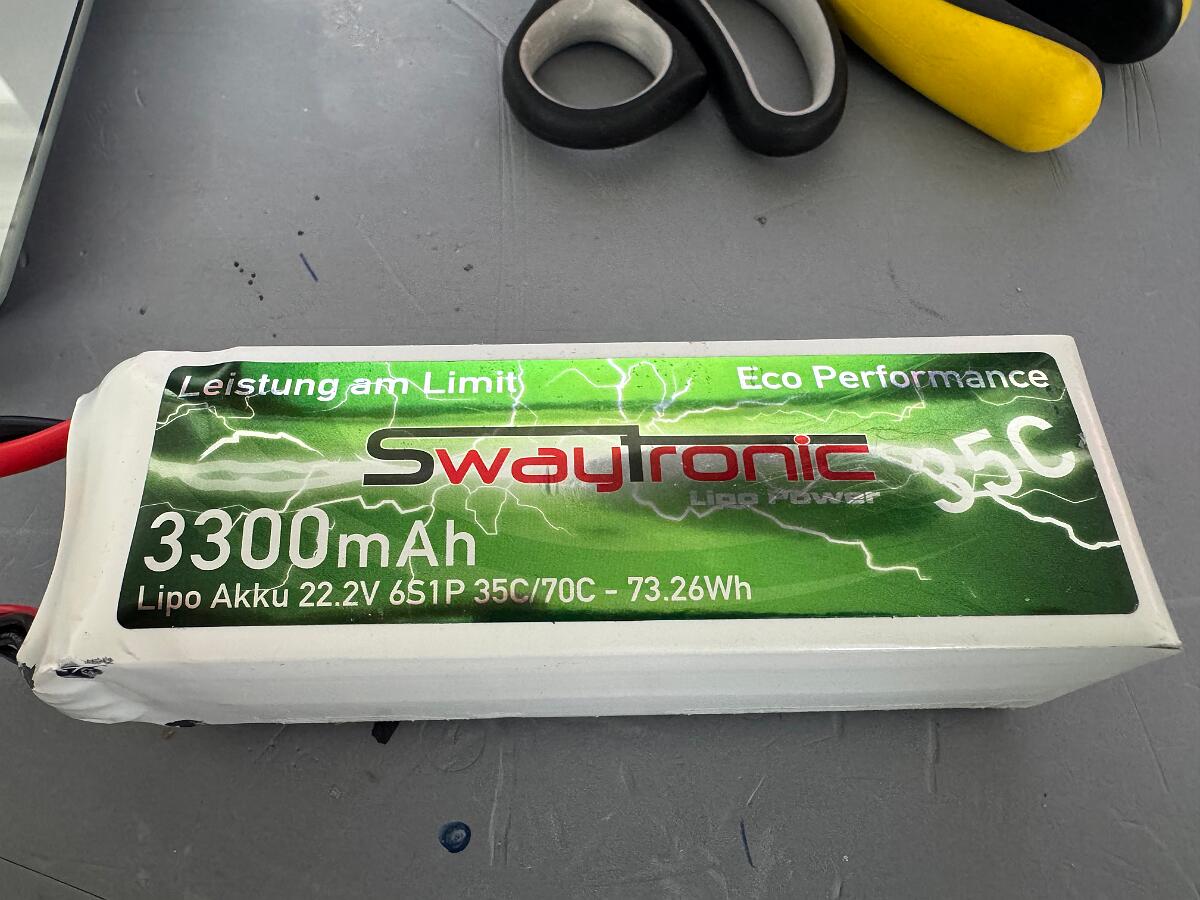 Leistung am Limit
Eco Performance
35C
SwayTronic
Lipo Power
3300mAh
Lipo Akku 22.2V 6S1P 35C/70C - 73.26Wh